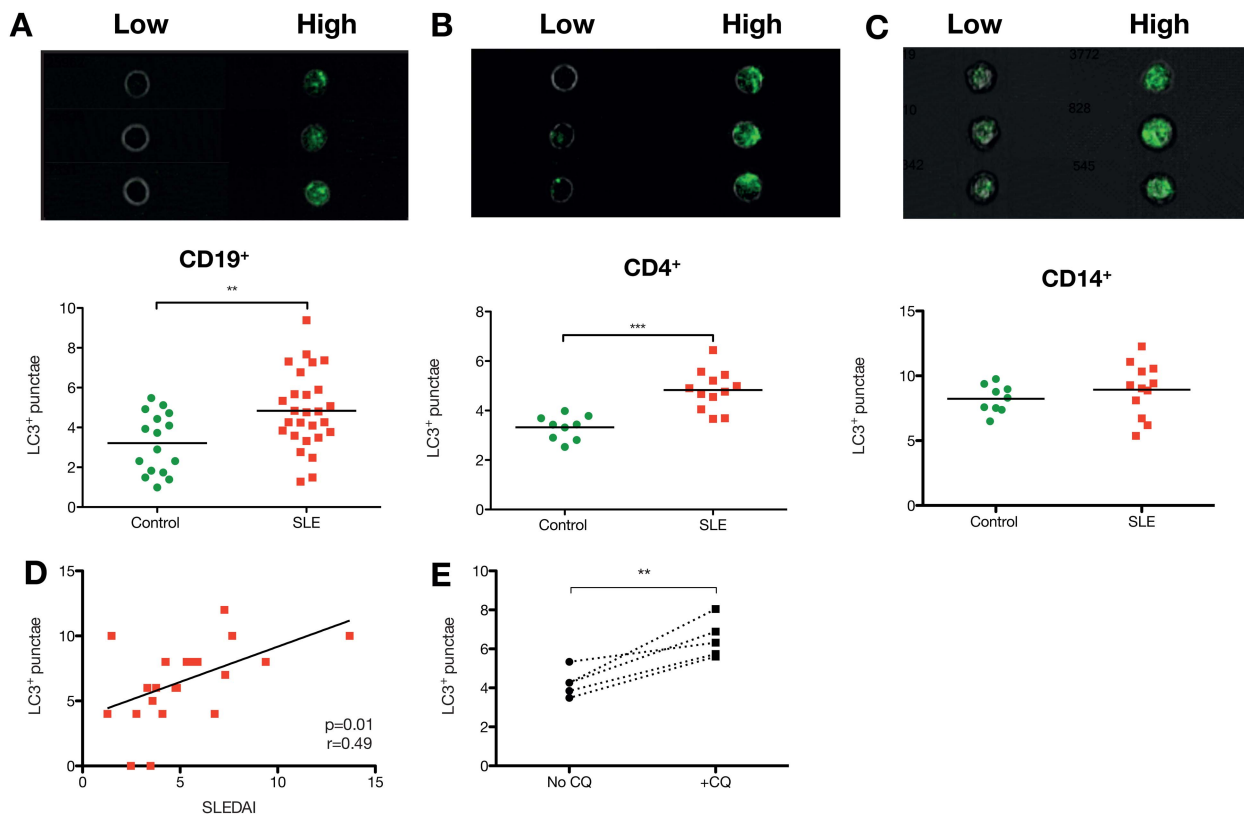 A
Low
High
B
Low
High
C
Low
High
3772
10
828
342
545
CD19+
**
LC3+ punctae
10
8
6
4
2
0
Control
SLE
CD4+
***
LC3+ punctae
8
6
4
2
0
Control
SLE
CD14+
LC3+ punctae
15
10
5
0
Control
SLE
D
LC3+ punctae
15
10
5
0
0
5
10
15
p=0.01
r=0.49
SLEDAI
E
**
LC3+ punctae
10
8
6
4
2
0
No CQ
+CQ